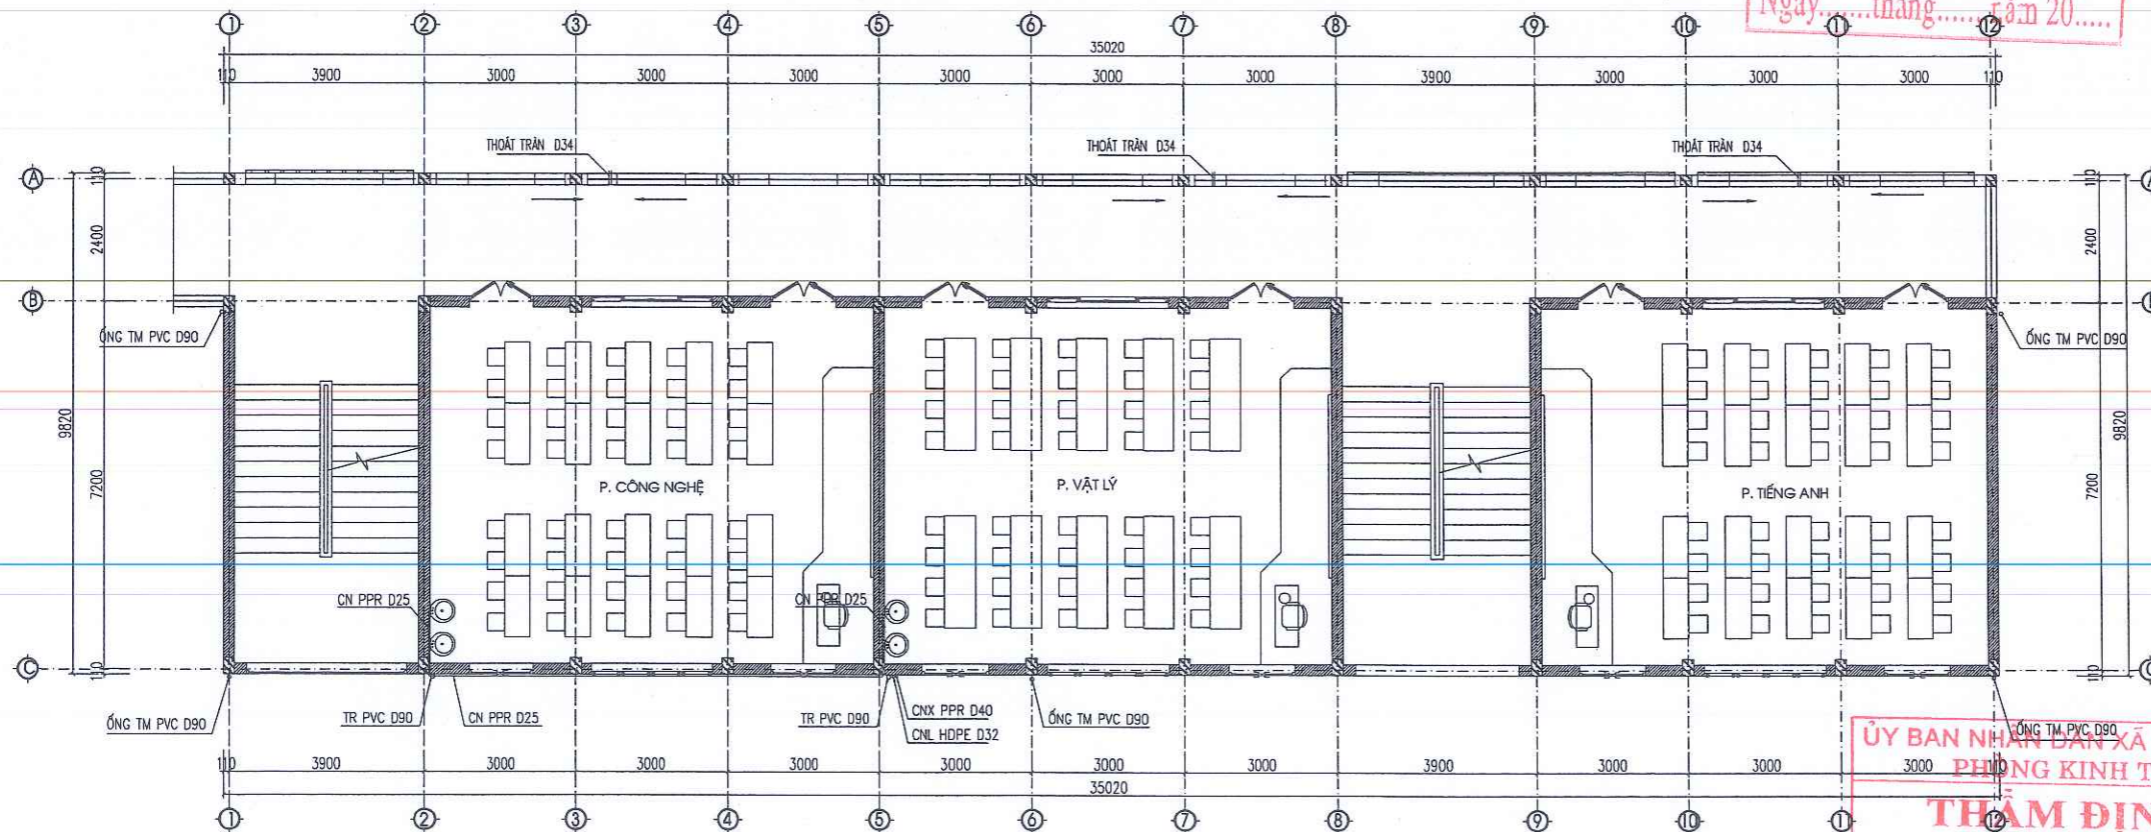 Ngày.......tháng......năm 20.....
1 2 3 4 5 6 7 8 9 10 11 12
35020
110 3900 3000 3000 3000 3000 3000 3000 3900 3000 3000 3000 110
THOÁT TRÀN D34 THOÁT TRÀN D34 THOÁT TRÀN D34
A 110 110 A
2400 2400
B
ỐNG TM PVC D90 ỐNG TM PVC D90
9820 9820
7200 7200
P. CÔNG NGHỆ P. VẬT LÝ P. TIẾNG ANH
CN PPR D25 CN PPR D25
C 110 110
ỐNG TM PVC D90 TR PVC D90 CN PPR D25 TR PVC D90 CNX PPR D40 ỐNG TM PVC D90 ỐNG TM PVC D90
CNL HDPE D32
ỦY BAN NHÂN DÂN XÃ
PHÒNG KINH T
110 3900 3000 3000 3000 3000 3000 3000 3900 3000 3000 3000 110
35020
THẨM ĐỊN
1 2 3 4 5 6 7 8 9 10 11 12